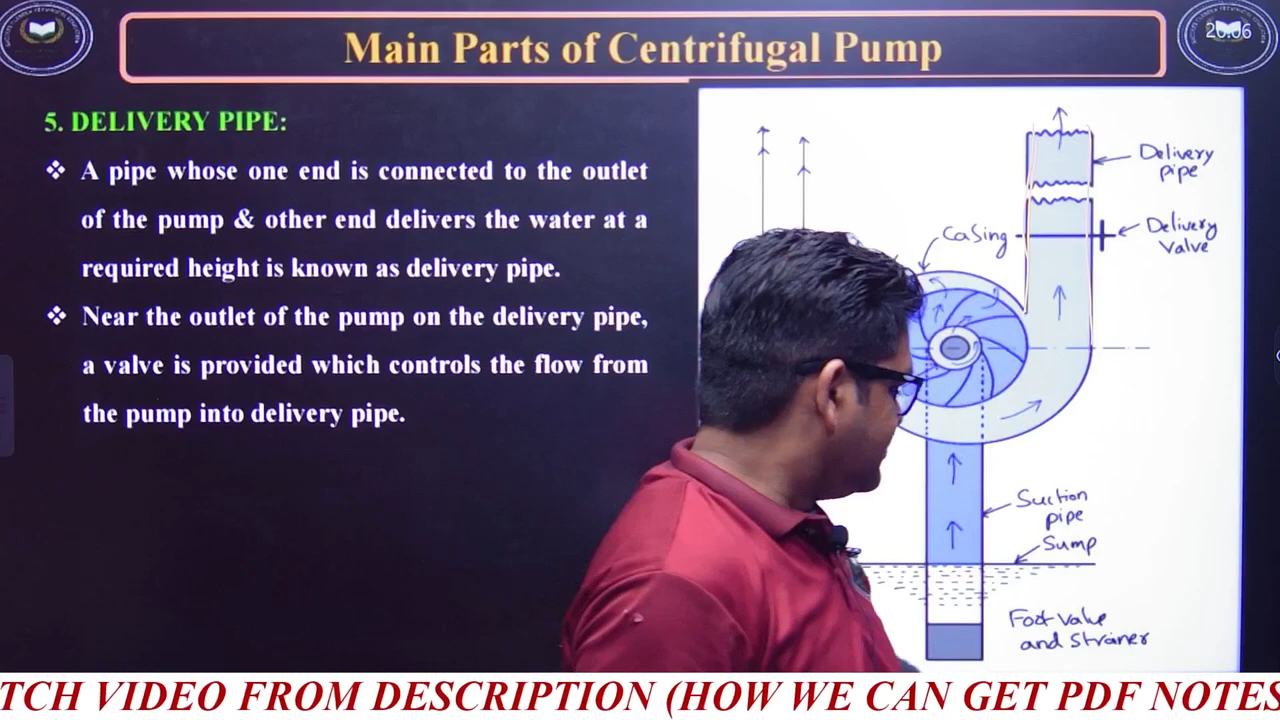 Main Parts of Centrifugal Pump
20:06
5. DELIVERY PIPE:
❖ A pipe whose one end is connected to the outlet
of the pump & other end delivers the water at a
required height is known as delivery pipe.
❖ Near the outlet of the pump on the delivery pipe,
a valve is provided which controls the flow from
the pump into delivery pipe.
Delivery
pipe
Casing
Delivery
Valve
Suction
pipe
Sump
Foot valve
and Strainer
TCH VIDEO FROM DESCRIPTION (HOW WE CAN GET PDF NOTES